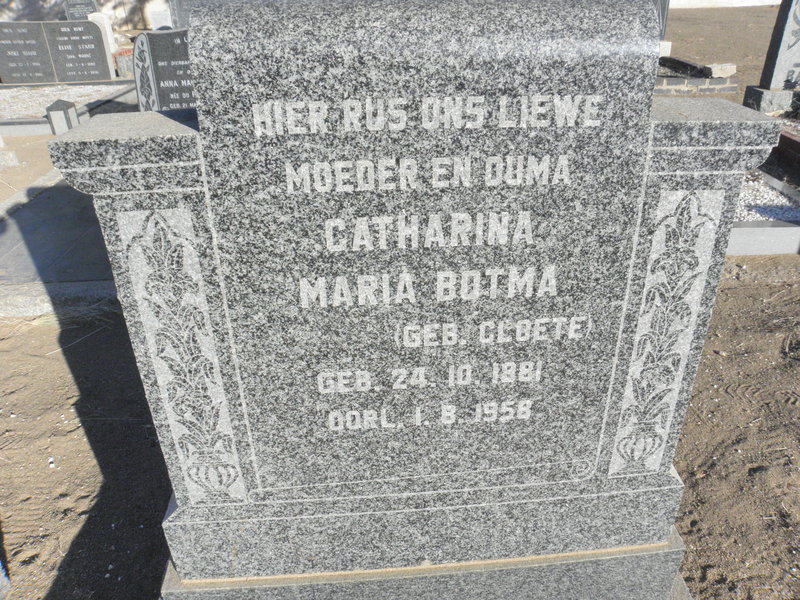 HIER RUS ONS LIEWE
MOEDER EN OUMA
CATHARINA
MARIA BOTMA
(GEB. CLOETE)
GEB. 24. 10. 1881
OORL. 1. 8. 1958
ANNA